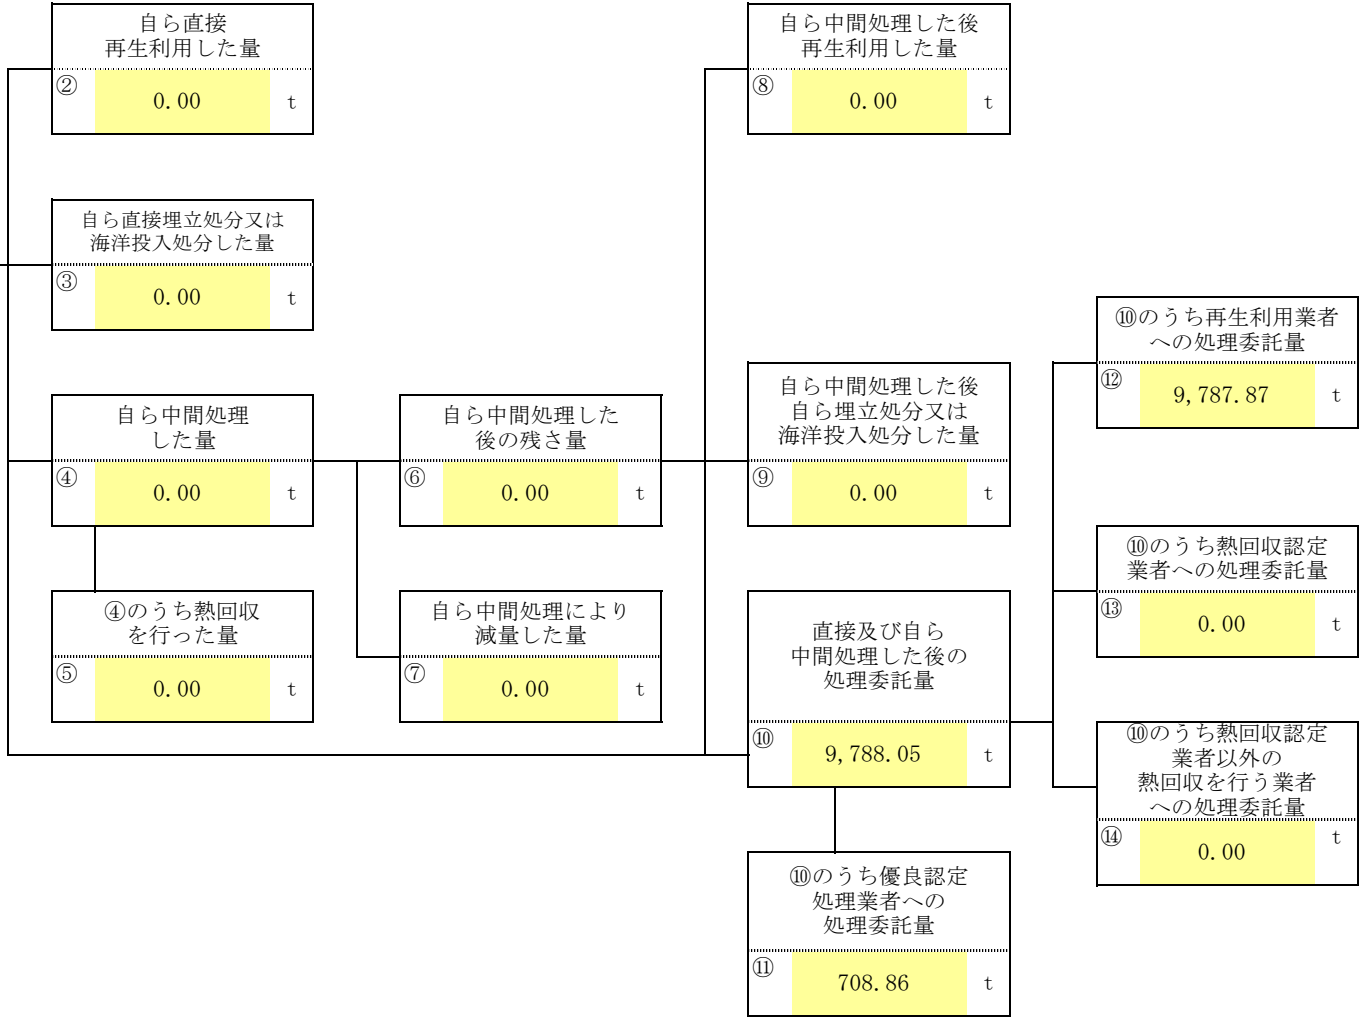 自ら直接
再生利用した量
②
0.00
t
自ら中間処理した後
再生利用した量
⑧
0.00
t
自ら直接埋立処分又は
海洋投入処分した量
③
0.00
t
⑩のうち再生利用業者
への処理委託量
⑫
9,787.87
t
自ら中間処理
した量
④
0.00
t
自ら中間処理した
後の残さ量
⑥
0.00
t
自ら中間処理した後
自ら埋立処分又は
海洋投入処分した量
⑨
0.00
t
⑩のうち熱回収認定
業者への処理委託量
⑬
0.00
t
④のうち熱回収
を行った量
⑤
0.00
t
自ら中間処理により
減量した量
⑦
0.00
t
直接及び自ら
中間処理した後の
処理委託量
⑩
9,788.05
t
⑩のうち熱回収認定
業者以外の
熱回収を行う業者
への処理委託量
⑭
0.00
t
⑩のうち優良認定
処理業者への
処理委託量
⑪
708.86
t